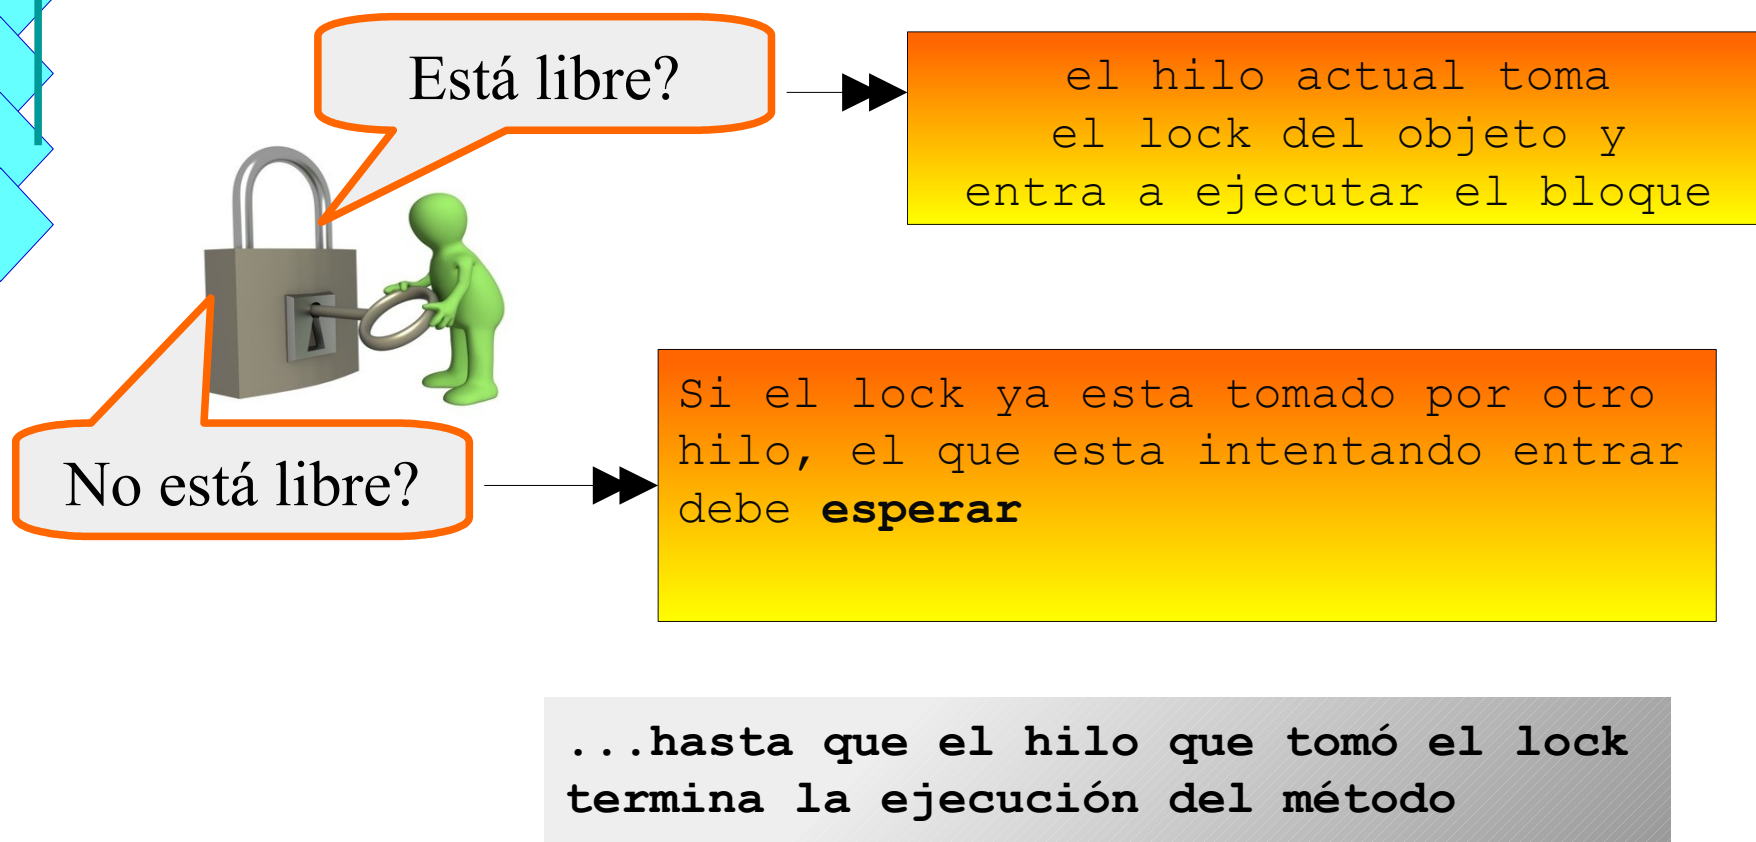 Está libre?
el hilo actual toma
el lock del objeto y
entra a ejecutar el bloque
No está libre?
Si el lock ya esta tomado por otro
hilo, el que esta intentando entrar
debe esperar
...hasta que el hilo que tomó el lock
termina la ejecución del método